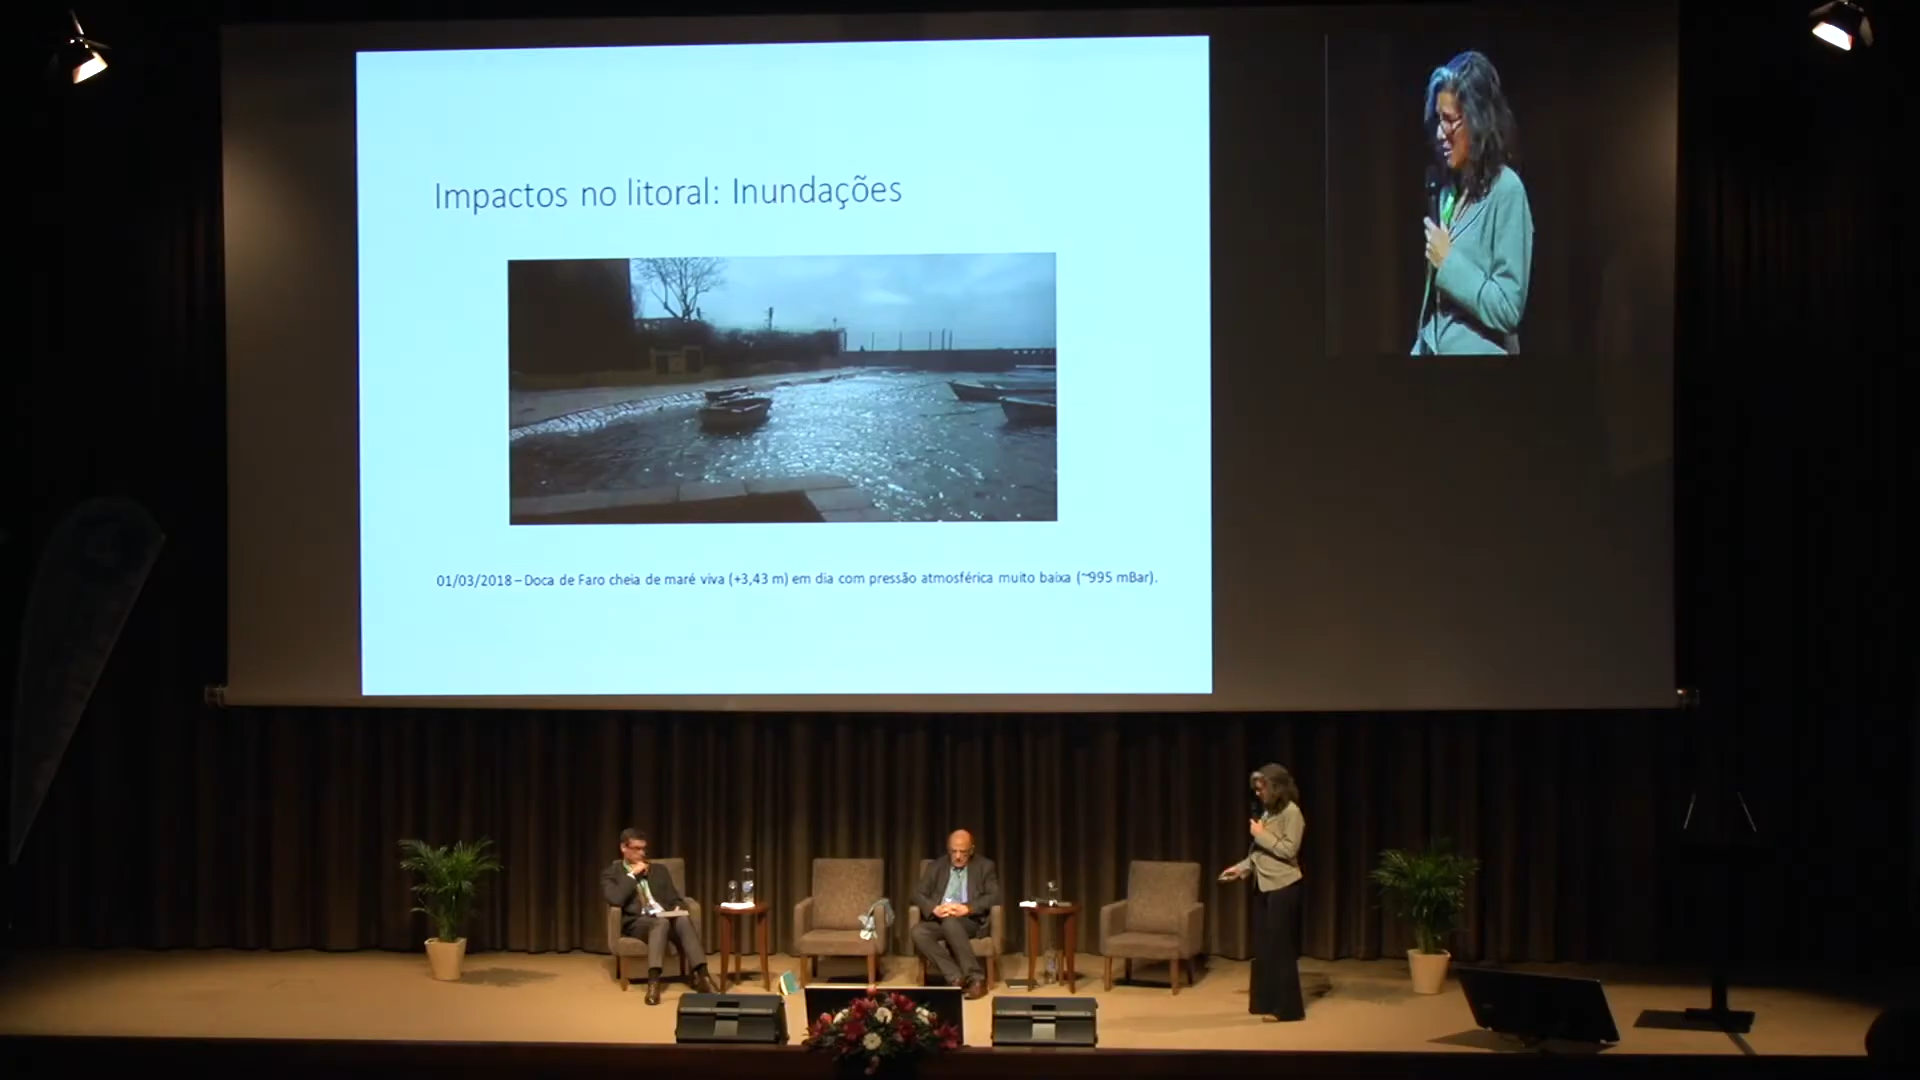 Impactos no litoral: Inundações
01/03/2018 – Doca de Faro cheia de maré viva (+3,43 m) em dia com pressão atmosférica muito baixa (~995 mBar).